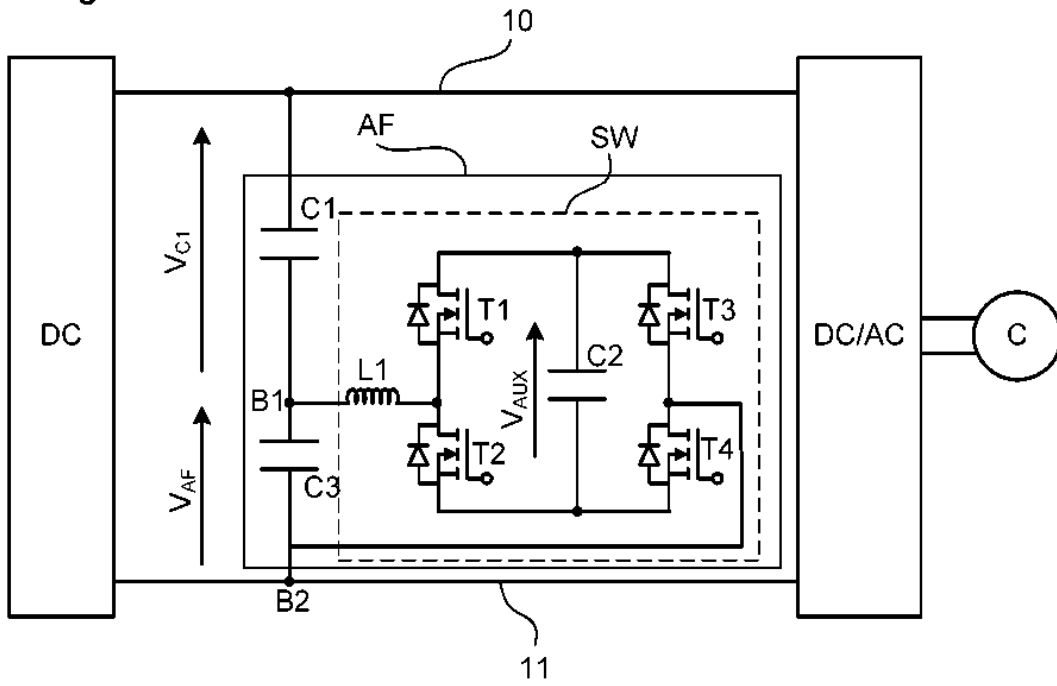 10
AF
SW
C1
V_C1
T1
T3
DC
DC/AC
C
L1
C2
V_AUX
B1
T2
T4
C3
V_AF
B2
11